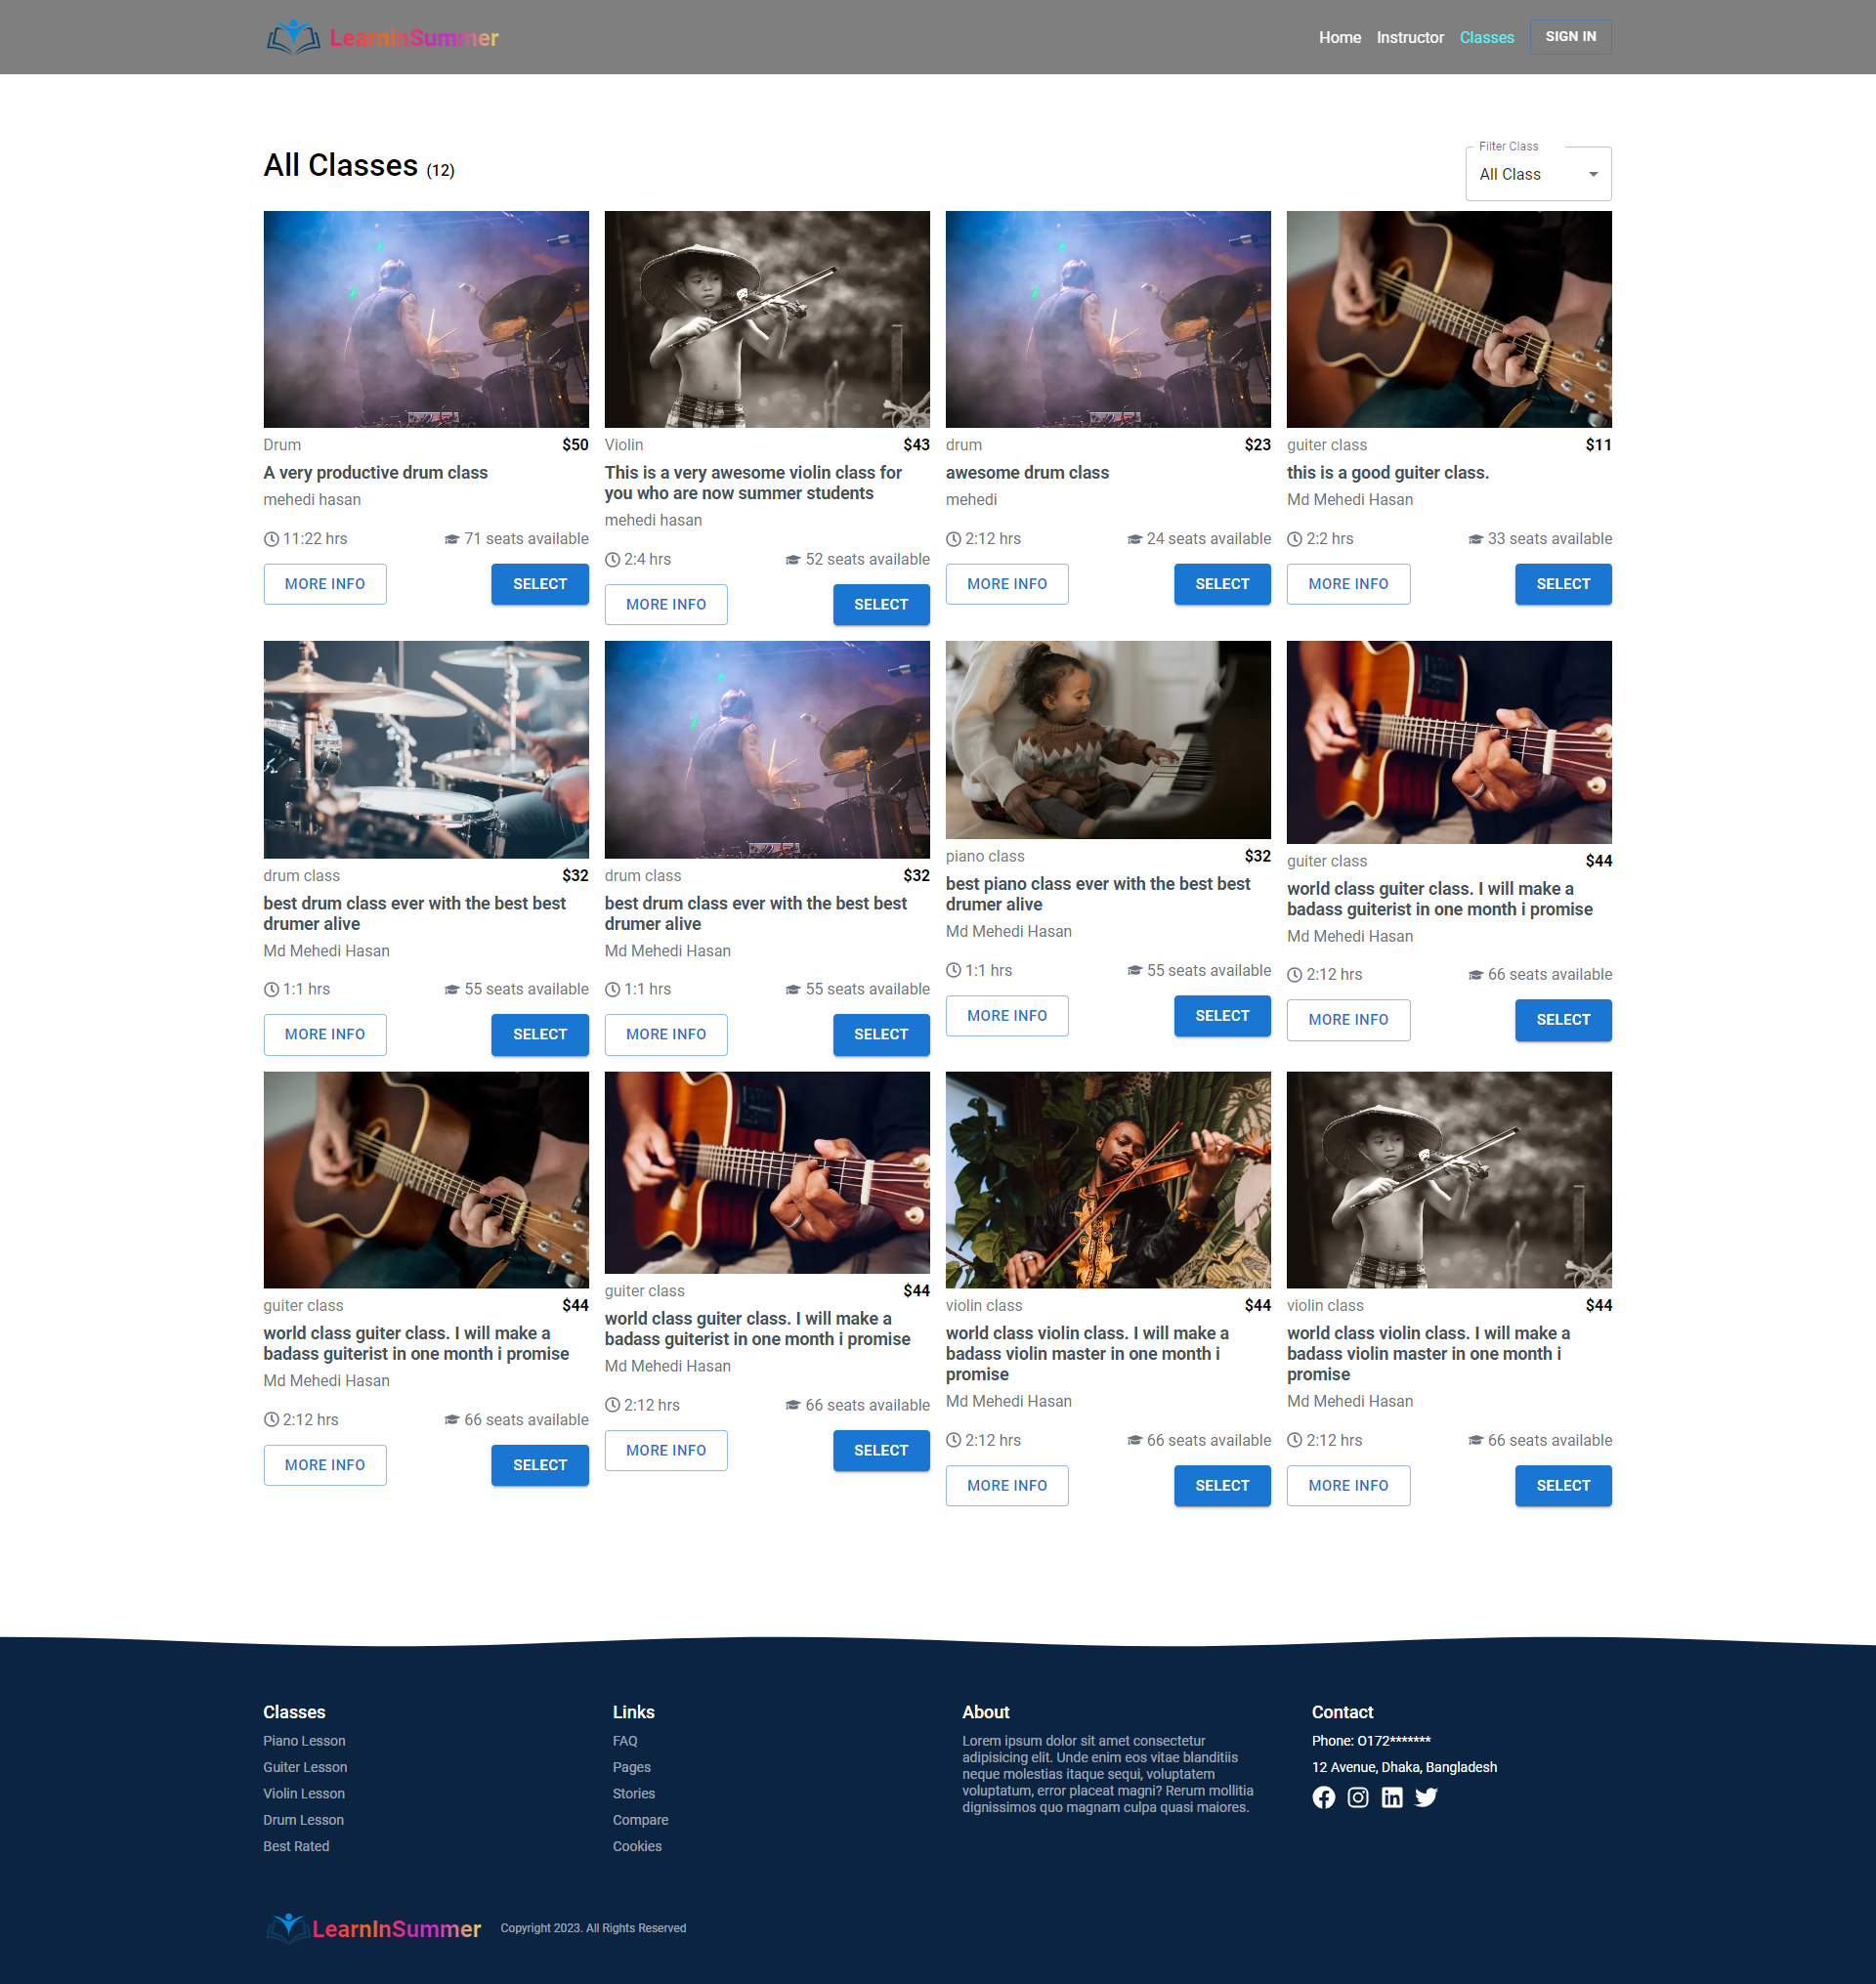 LearnInSummer
Home Instructor Classes SIGN IN
All Classes (12)
Filter Class
All Class
Drum $50
A very productive drum class
mehedi hasan
11:22 hrs 71 seats available
MORE INFO SELECT
Violin $43
This is a very awesome violin class for
you who are now summer students
mehedi hasan
2:4 hrs 52 seats available
MORE INFO SELECT
drum $23
awesome drum class
mehedi
2:12 hrs 24 seats available
MORE INFO SELECT
guiter class $11
this is a good guiter class.
Md Mehedi Hasan
2:2 hrs 33 seats available
MORE INFO SELECT
drum class $32
best drum class ever with the best best
drumer alive
Md Mehedi Hasan
1:1 hrs 55 seats available
MORE INFO SELECT
drum class $32
best drum class ever with the best best
drumer alive
Md Mehedi Hasan
1:1 hrs 55 seats available
MORE INFO SELECT
piano class $32
best piano class ever with the best best
drumer alive
Md Mehedi Hasan
1:1 hrs 55 seats available
MORE INFO SELECT
guiter class $44
world class guiter class. I will make a
badass guiterist in one month i promise
Md Mehedi Hasan
2:12 hrs 66 seats available
MORE INFO SELECT
guiter class $44
world class guiter class. I will make a
badass guiterist in one month i promise
Md Mehedi Hasan
2:12 hrs 66 seats available
MORE INFO SELECT
guiter class $44
world class guiter class. I will make a
badass guiterist in one month i promise
Md Mehedi Hasan
2:12 hrs 66 seats available
MORE INFO SELECT
violin class $44
world class violin class. I will make a
badass violin master in one month i
promise
Md Mehedi Hasan
2:12 hrs 66 seats available
MORE INFO SELECT
violin class $44
world class violin class. I will make a
badass violin master in one month i
promise
Md Mehedi Hasan
2:12 hrs 66 seats available
MORE INFO SELECT
Classes
Piano Lesson
Guiter Lesson
Violin Lesson
Drum Lesson
Best Rated
Links
FAQ
Pages
Stories
Compare
Cookies
About
Lorem ipsum dolor sit amet consectetur
adipisicing elit. Unde enim eos vitae blanditiis
neque molestias itaque sequi, voluptatem
voluptatum, error placeat magni? Rerum mollitia
dignissimos quo magnam culpa quasi maiores.
Contact
Phone: O172*******
12 Avenue, Dhaka, Bangladesh
LearnInSummer Copyright 2023. All Rights Reserved